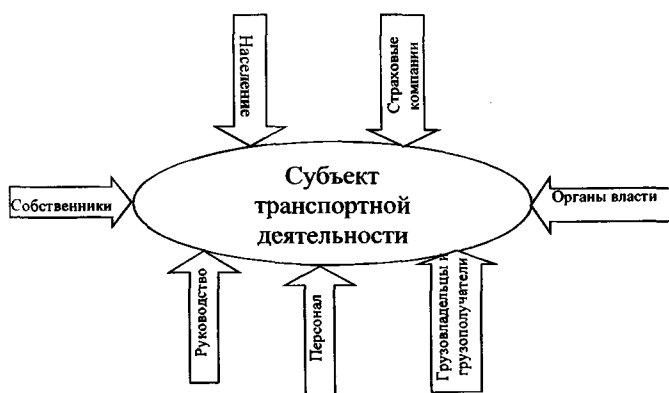 Население
Страховые
компании
Собственники
Субъект
транспортной
деятельности
Органы власти
Руководство
Персонал
Грузовладельцы и
грузополучатели